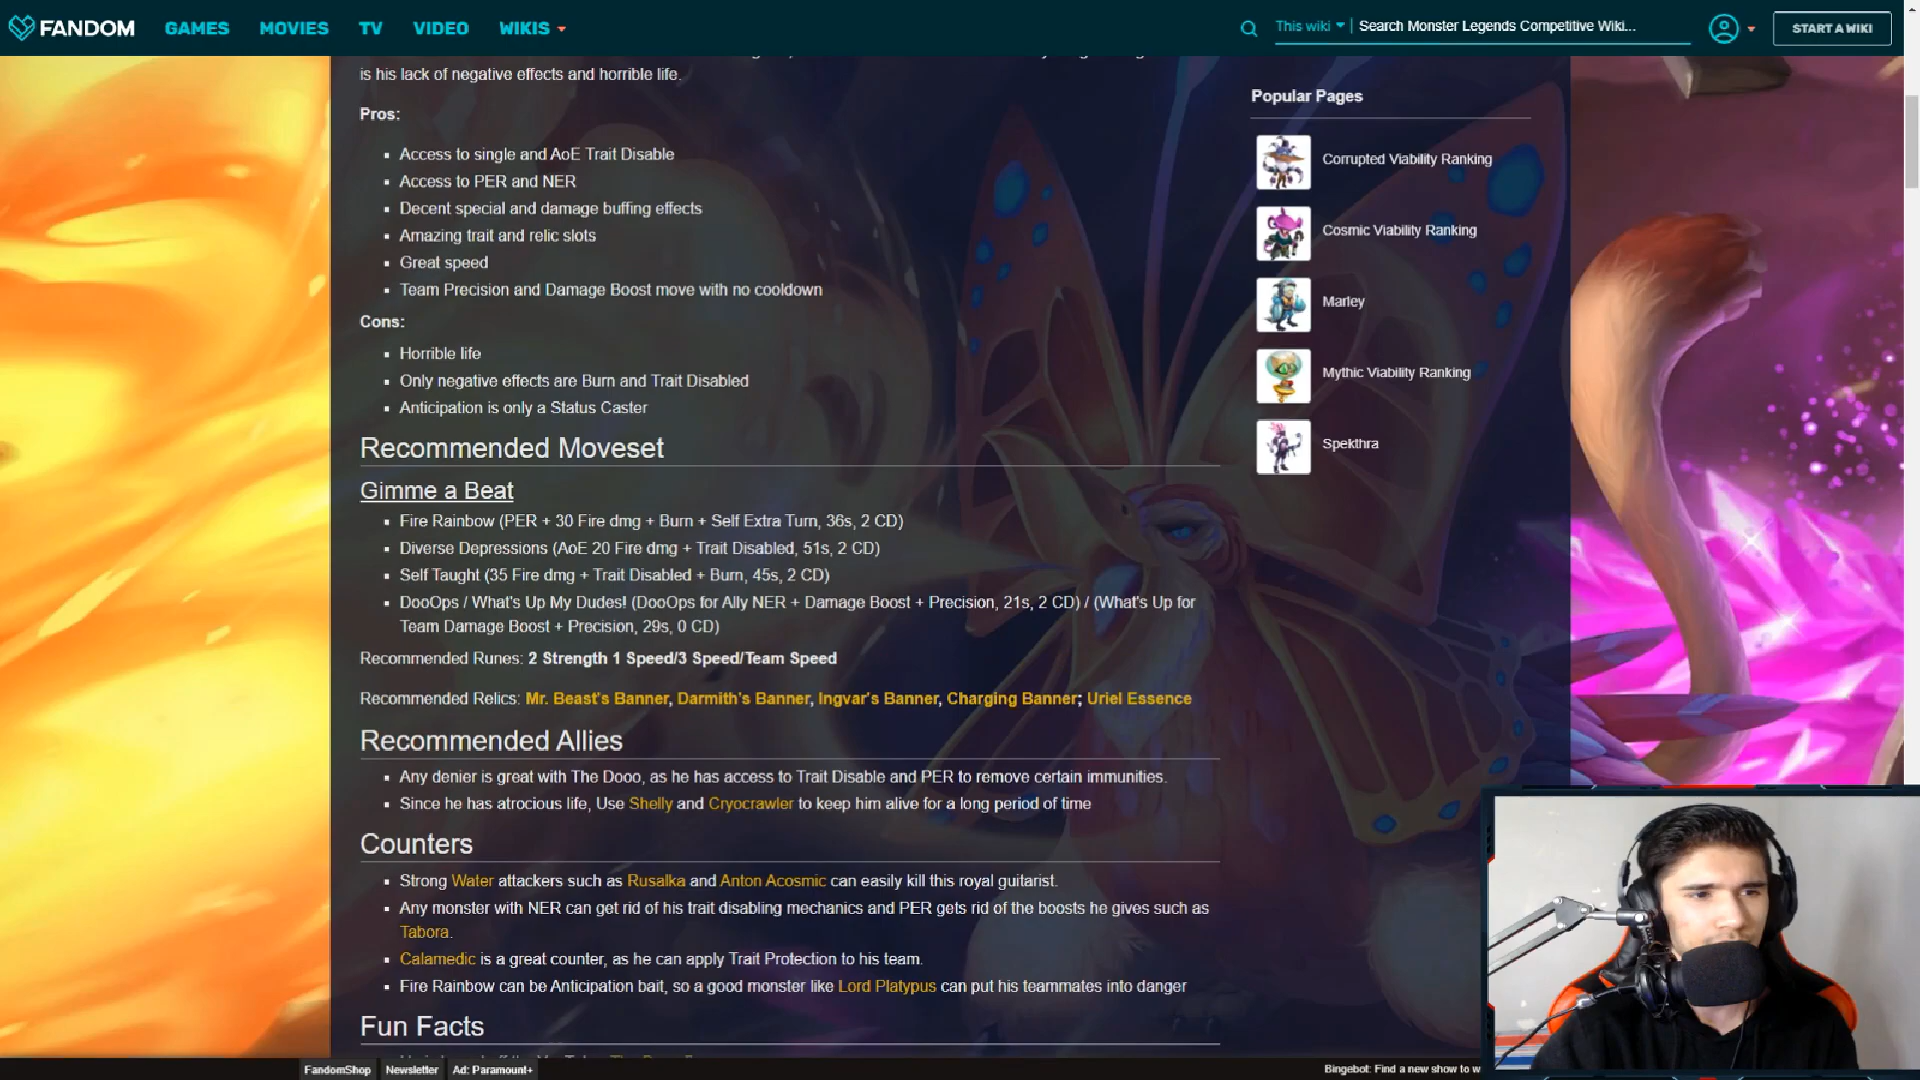 FANDOM GAMES MOVIES TV VIDEO WIKIS This wiki Search Monster Legends Competitive Wiki... START A WIKI
is his lack of negative effects and horrible life.
Pros:
Access to single and AoE Trait Disable
Access to PER and NER
Decent special and damage buffing effects
Amazing trait and relic slots
Great speed
Team Precision and Damage Boost move with no cooldown
Cons:
Horrible life
Only negative effects are Burn and Trait Disabled
Anticipation is only a Status Caster
Recommended Moveset
Gimme a Beat
Fire Rainbow (PER + 30 Fire dmg + Burn + Self Extra Turn, 36s, 2 CD)
Diverse Depressions (AoE 20 Fire dmg + Trait Disabled, 51s, 2 CD)
Self Taught (35 Fire dmg + Trait Disabled + Burn, 45s, 2 CD)
DooOps / What's Up My Dudes! (DooOps for Ally NER + Damage Boost + Precision, 21s, 2 CD) / (What's Up for
Team Damage Boost + Precision, 29s, 0 CD)
Recommended Runes: 2 Strength 1 Speed/3 Speed/Team Speed
Recommended Relics: Mr. Beast's Banner, Darmith's Banner, Ingvar's Banner, Charging Banner; Uriel Essence
Recommended Allies
Any denier is great with The Dooo, as he has access to Trait Disable and PER to remove certain immunities.
Since he has atrocious life, Use Shelly and Cryocrawler to keep him alive for a long period of time
Counters
Strong Water attackers such as Rusalka and Anton Acosmic can easily kill this royal guitarist.
Any monster with NER can get rid of his trait disabling mechanics and PER gets rid of the boosts he gives such as
Tabora.
Calamedic is a great counter, as he can apply Trait Protection to his team.
Fire Rainbow can be Anticipation bait, so a good monster like Lord Platypus can put his teammates into danger
Fun Facts
Popular Pages
Corrupted Viability Ranking
Cosmic Viability Ranking
Marley
Mythic Viability Ranking
Spekthra
FandomShop Newsletter Ad: Paramount+ Bingebot: Find a new show to w